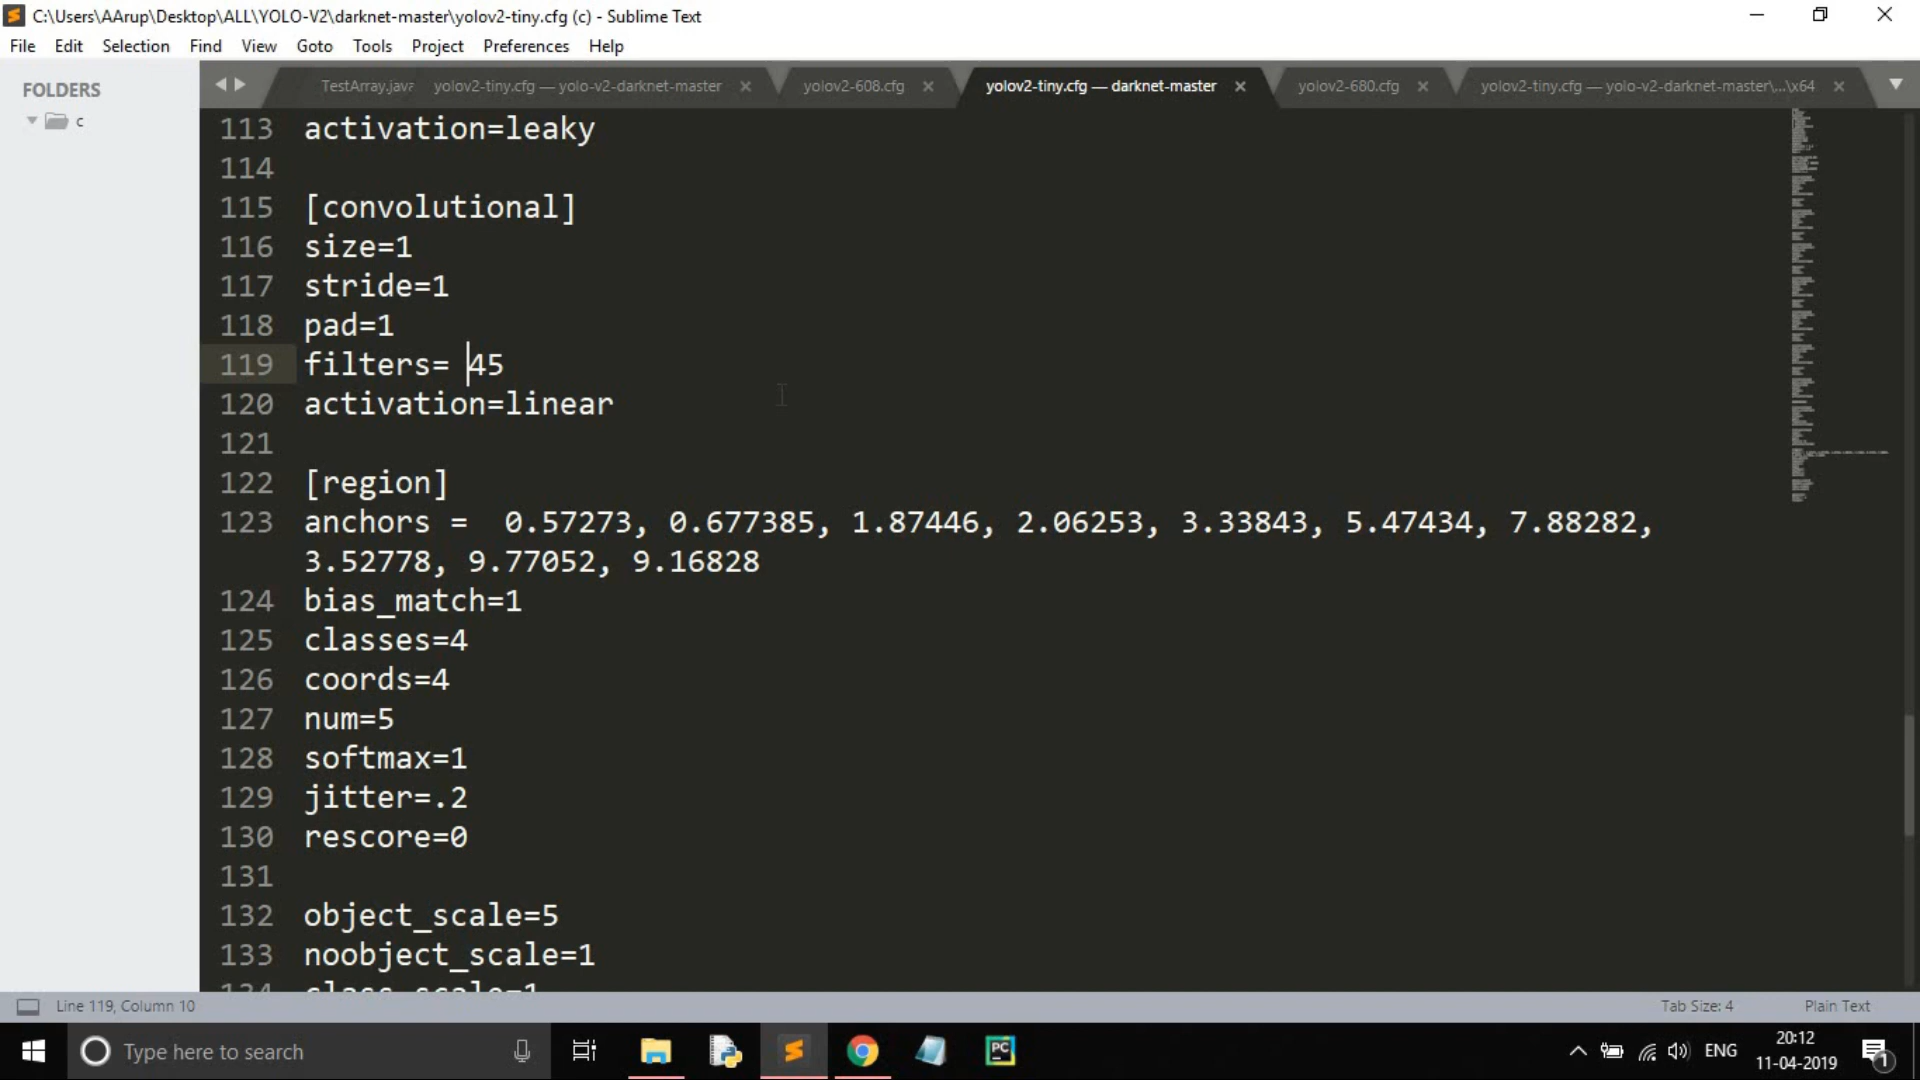 C:\Users\AArup\Desktop\ALL\YOLO-V2\darknet-master\yolov2-tiny.cfg (c) - Sublime Text
File Edit Selection Find View Goto Tools Project Preferences Help
FOLDERS
c
TestArray.java yolov2-tiny.cfg — yolo-v2-darknet-master yolov2-608.cfg yolov2-tiny.cfg — darknet-master yolov2-680.cfg yolov2-tiny.cfg — yolo-v2-darknet-master\...\x64
113 activation=leaky
114
115 [convolutional]
116 size=1
117 stride=1
118 pad=1
119 filters= 45
120 activation=linear
121
122 [region]
123 anchors =  0.57273, 0.677385, 1.87446, 2.06253, 3.33843, 5.47434, 7.88282,
3.52778, 9.77052, 9.16828
124 bias_match=1
125 classes=4
126 coords=4
127 num=5
128 softmax=1
129 jitter=.2
130 rescore=0
131
132 object_scale=5
133 noobject_scale=1
134 class_scale=1
Line 119, Column 10
Tab Size: 4
Plain Text
Type here to search
PC
ENG
20:12
11-04-2019
1